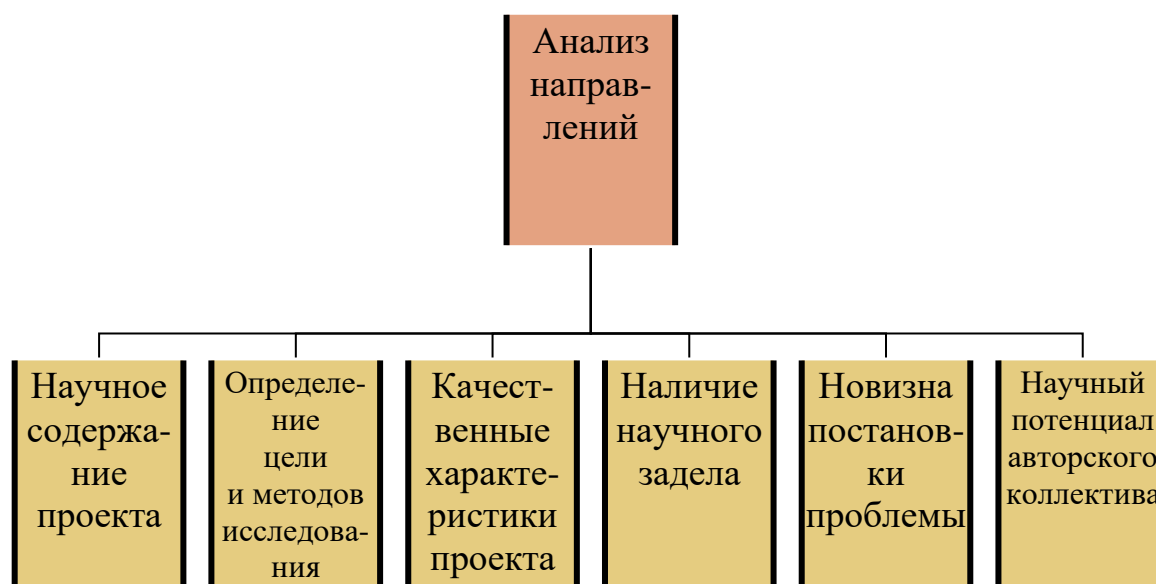 Анализ
направ-
лений
Научное
содержа-
ние
проекта
Определе-
ние
цели
и методов
исследова-
ния
Качест-
венные
характе-
ристики
проекта
Наличие
научного
задела
Новизна
постанов-
ки
проблемы
Научный
потенциал
авторского
коллектива